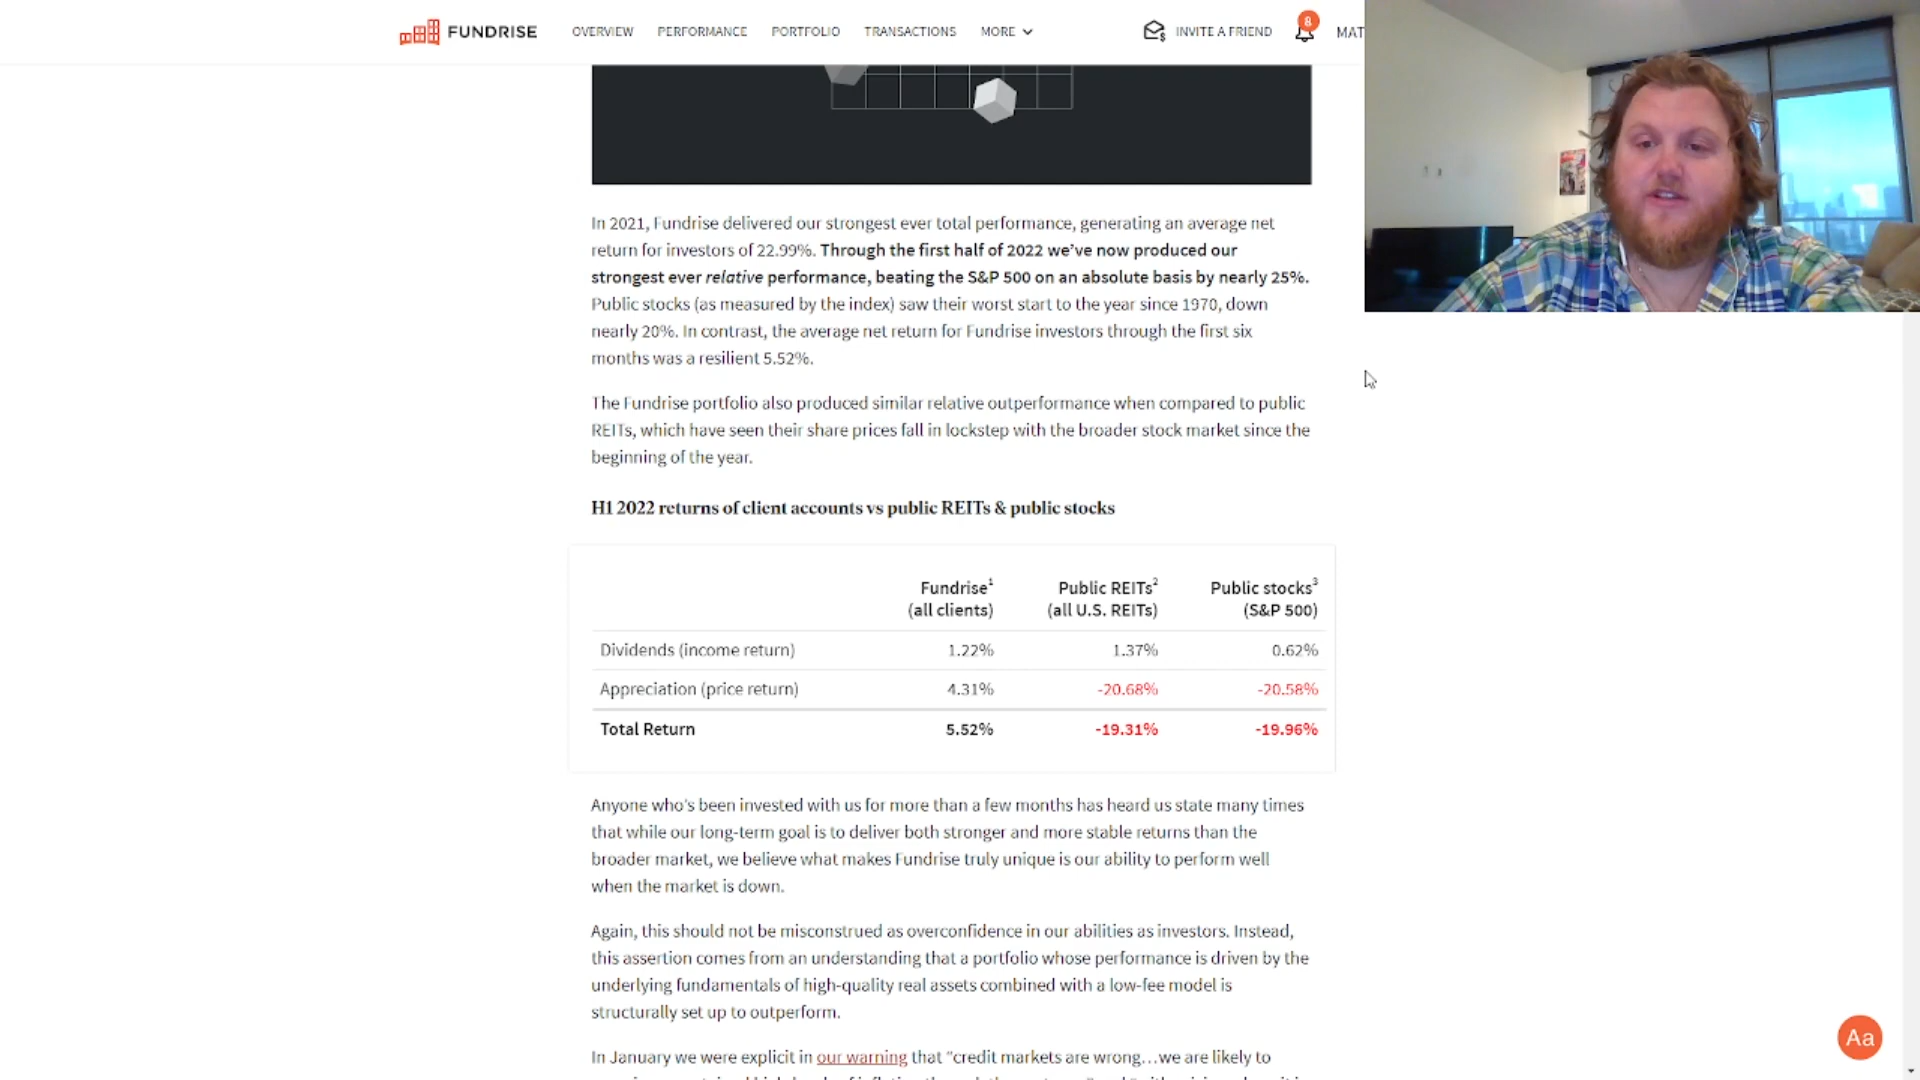 FUNDRISE
OVERVIEW
PERFORMANCE
PORTFOLIO
TRANSACTIONS
MORE
INVITE A FRIEND
8
MAT
In 2021, Fundrise delivered our strongest ever total performance, generating an average net
return for investors of 22.99%. Through the first half of 2022 we've now produced our
strongest ever relative performance, beating the S&P 500 on an absolute basis by nearly 25%.
Public stocks (as measured by the index) saw their worst start to the year since 1970, down
nearly 20%. In contrast, the average net return for Fundrise investors through the first six
months was a resilient 5.52%.
The Fundrise portfolio also produced similar relative outperformance when compared to public
REITs, which have seen their share prices fall in lockstep with the broader stock market since the
beginning of the year.
H1 2022 returns of client accounts vs public REITs & public stocks
Fundrise¹ Public REITs² Public stocks³
(all clients) (all U.S. REITs) (S&P 500)
Dividends (income return) 1.22% 1.37% 0.62%
Appreciation (price return) 4.31% -20.68% -20.58%
Total Return 5.52% -19.31% -19.96%
Anyone who's been invested with us for more than a few months has heard us state many times
that while our long-term goal is to deliver both stronger and more stable returns than the
broader market, we believe what makes Fundrise truly unique is our ability to perform well
when the market is down.
Again, this should not be misconstrued as overconfidence in our abilities as investors. Instead,
this assertion comes from an understanding that a portfolio whose performance is driven by the
underlying fundamentals of high-quality real assets combined with a low-fee model is
structurally set up to outperform.
In January we were explicit in our warning that "credit markets are wrong…we are likely to
Aa